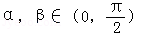 α, β∈ (0, π/2)